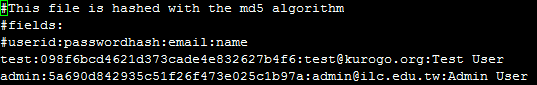 #This file is hashed with the md5 algorithm
#fields:
#userid:passwordhash:email:name
test:098f6bcd4621d373cade4e832627b4f6:test@kurogo.org:Test User
admin:5a690d842935c51f26f473e025c1b97a:admin@ilc.edu.tw:Admin User